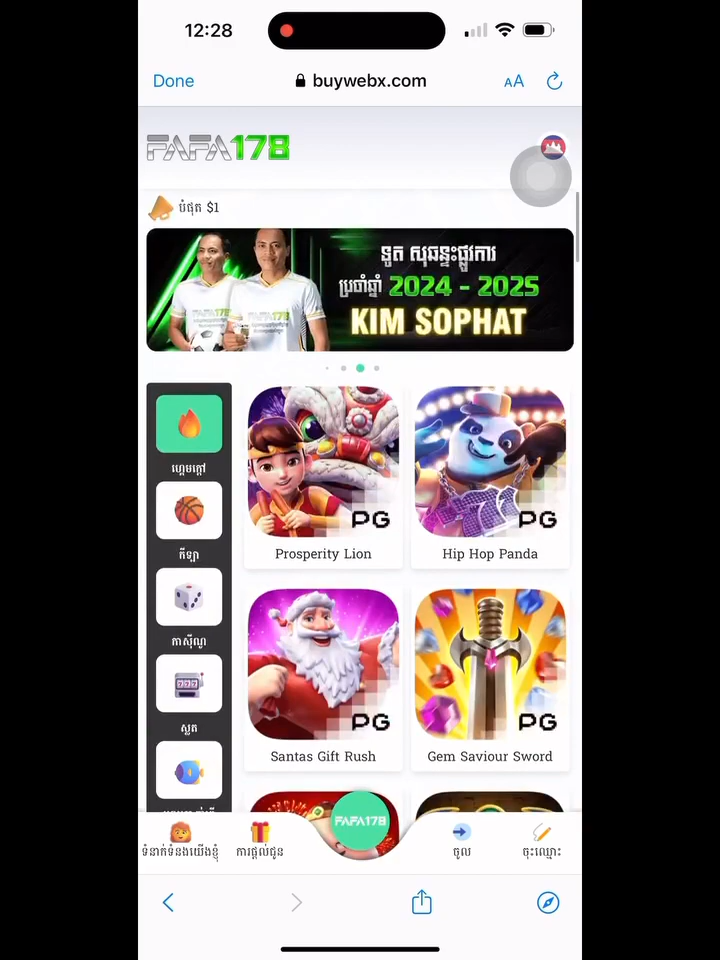 12:28
Done
buywebx.com
AA
FAFA178
បំផុត $1
ទូត សុឆន្ទះផ្លូវការ
ប្រចាំឆ្នាំ 2024 - 2025
KIM SOPHAT
FAFA178
FAFA178
ហ្គេមក្តៅ
កីឡា
កាស៊ីណូ
ស្លត
PG
Prosperity Lion
PG
Hip Hop Panda
PG
Santas Gift Rush
PG
Gem Saviour Sword
ទំនាក់ទំនងយើងខ្ញុំ
ការផ្តល់ជូន
FAFA178
ចូល
ចុះឈ្មោះ